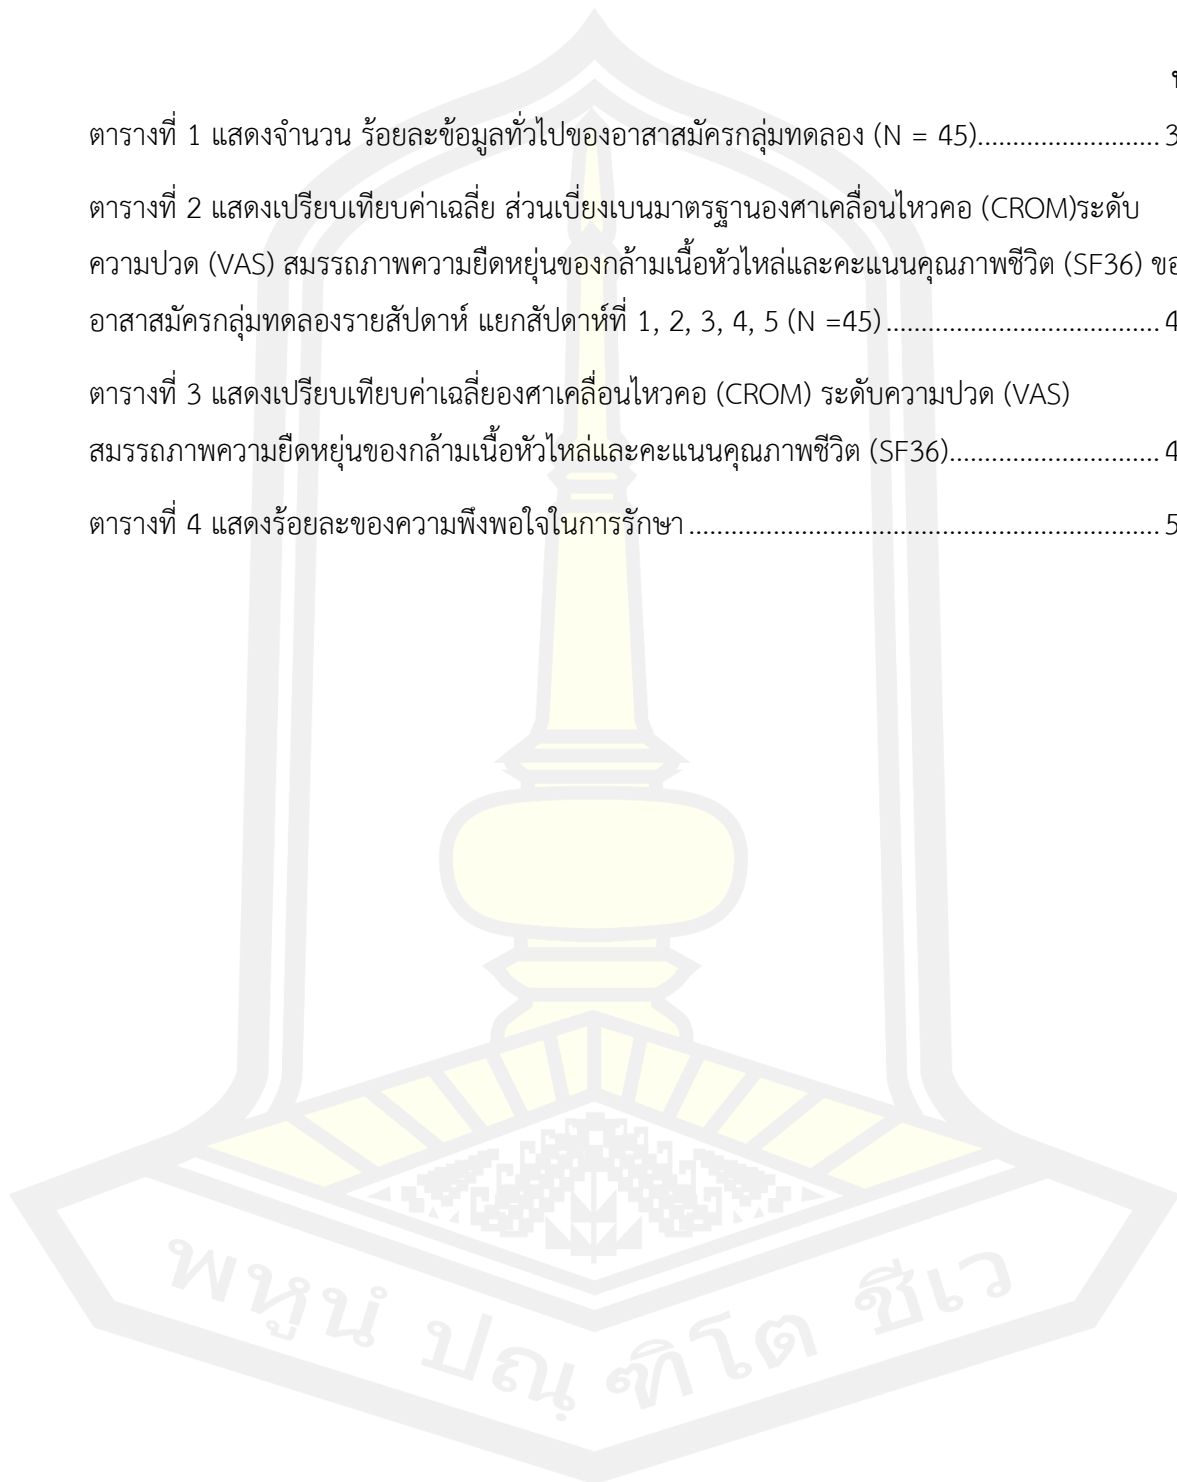 ตารางที่ 1 แสดงจำนวน ร้อยละข้อมูลทั่วไปของอาสาสมัครกลุ่มทดลอง (N = 45)......................... 3
ตารางที่ 2 แสดงเปรียบเทียบค่าเฉลี่ย ส่วนเบี่ยงเบนมาตรฐานองศาเคลื่อนไหวคอ (CROM)ระดับ
ความปวด (VAS) สมรรถภาพความยืดหยุ่นของกล้ามเนื้อหัวไหล่และคะแนนคุณภาพชีวิต (SF36)
อาสาสมัครกลุ่มทดลองรายสัปดาห์ แยกสัปดาห์ที่ 1, 2, 3, 4, 5 (N =45) ..................................... 4
ตารางที่ 3 แสดงเปรียบเทียบค่าเฉลี่ยองศาเคลื่อนไหวคอ (CROM) ระดับความปวด (VAS)
สมรรถภาพความยืดหยุ่นของกล้ามเนื้อหัวไหล่และคะแนนคุณภาพชีวิต (SF36)............................. 4
ตารางที่ 4 แสดงร้อยละของความพึงพอใจในการรักษา ................................................................ 5
พหูนํ ปณฺ ฑิโต ชีเว